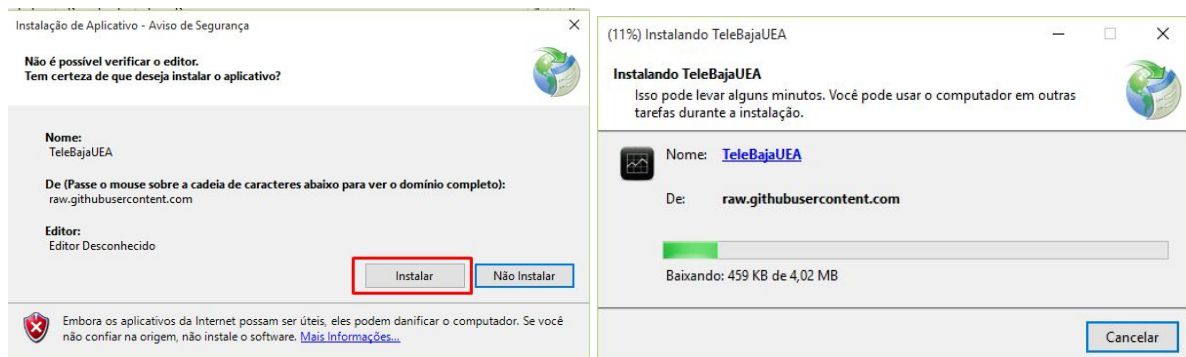 Instalação de Aplicativo - Aviso de Segurança
Não é possível verificar o editor.
Tem certeza de que deseja instalar o aplicativo?
Nome:
TeleBajaUEA
De (Passe o mouse sobre a cadeia de caracteres abaixo para ver o domínio completo):
raw.githubusercontent.com
Editor:
Editor Desconhecido
Instalar
Não Instalar
Embora os aplicativos da Internet possam ser úteis, eles podem danificar o computador. Se você
não confiar na origem, não instale o software. Mais Informações...
(11%) Instalando TeleBajaUEA
Instalando TeleBajaUEA
Isso pode levar alguns minutos. Você pode usar o computador em outras
tarefas durante a instalação.
Nome: TeleBajaUEA
De: raw.githubusercontent.com
Baixando: 459 KB de 4,02 MB
Cancelar